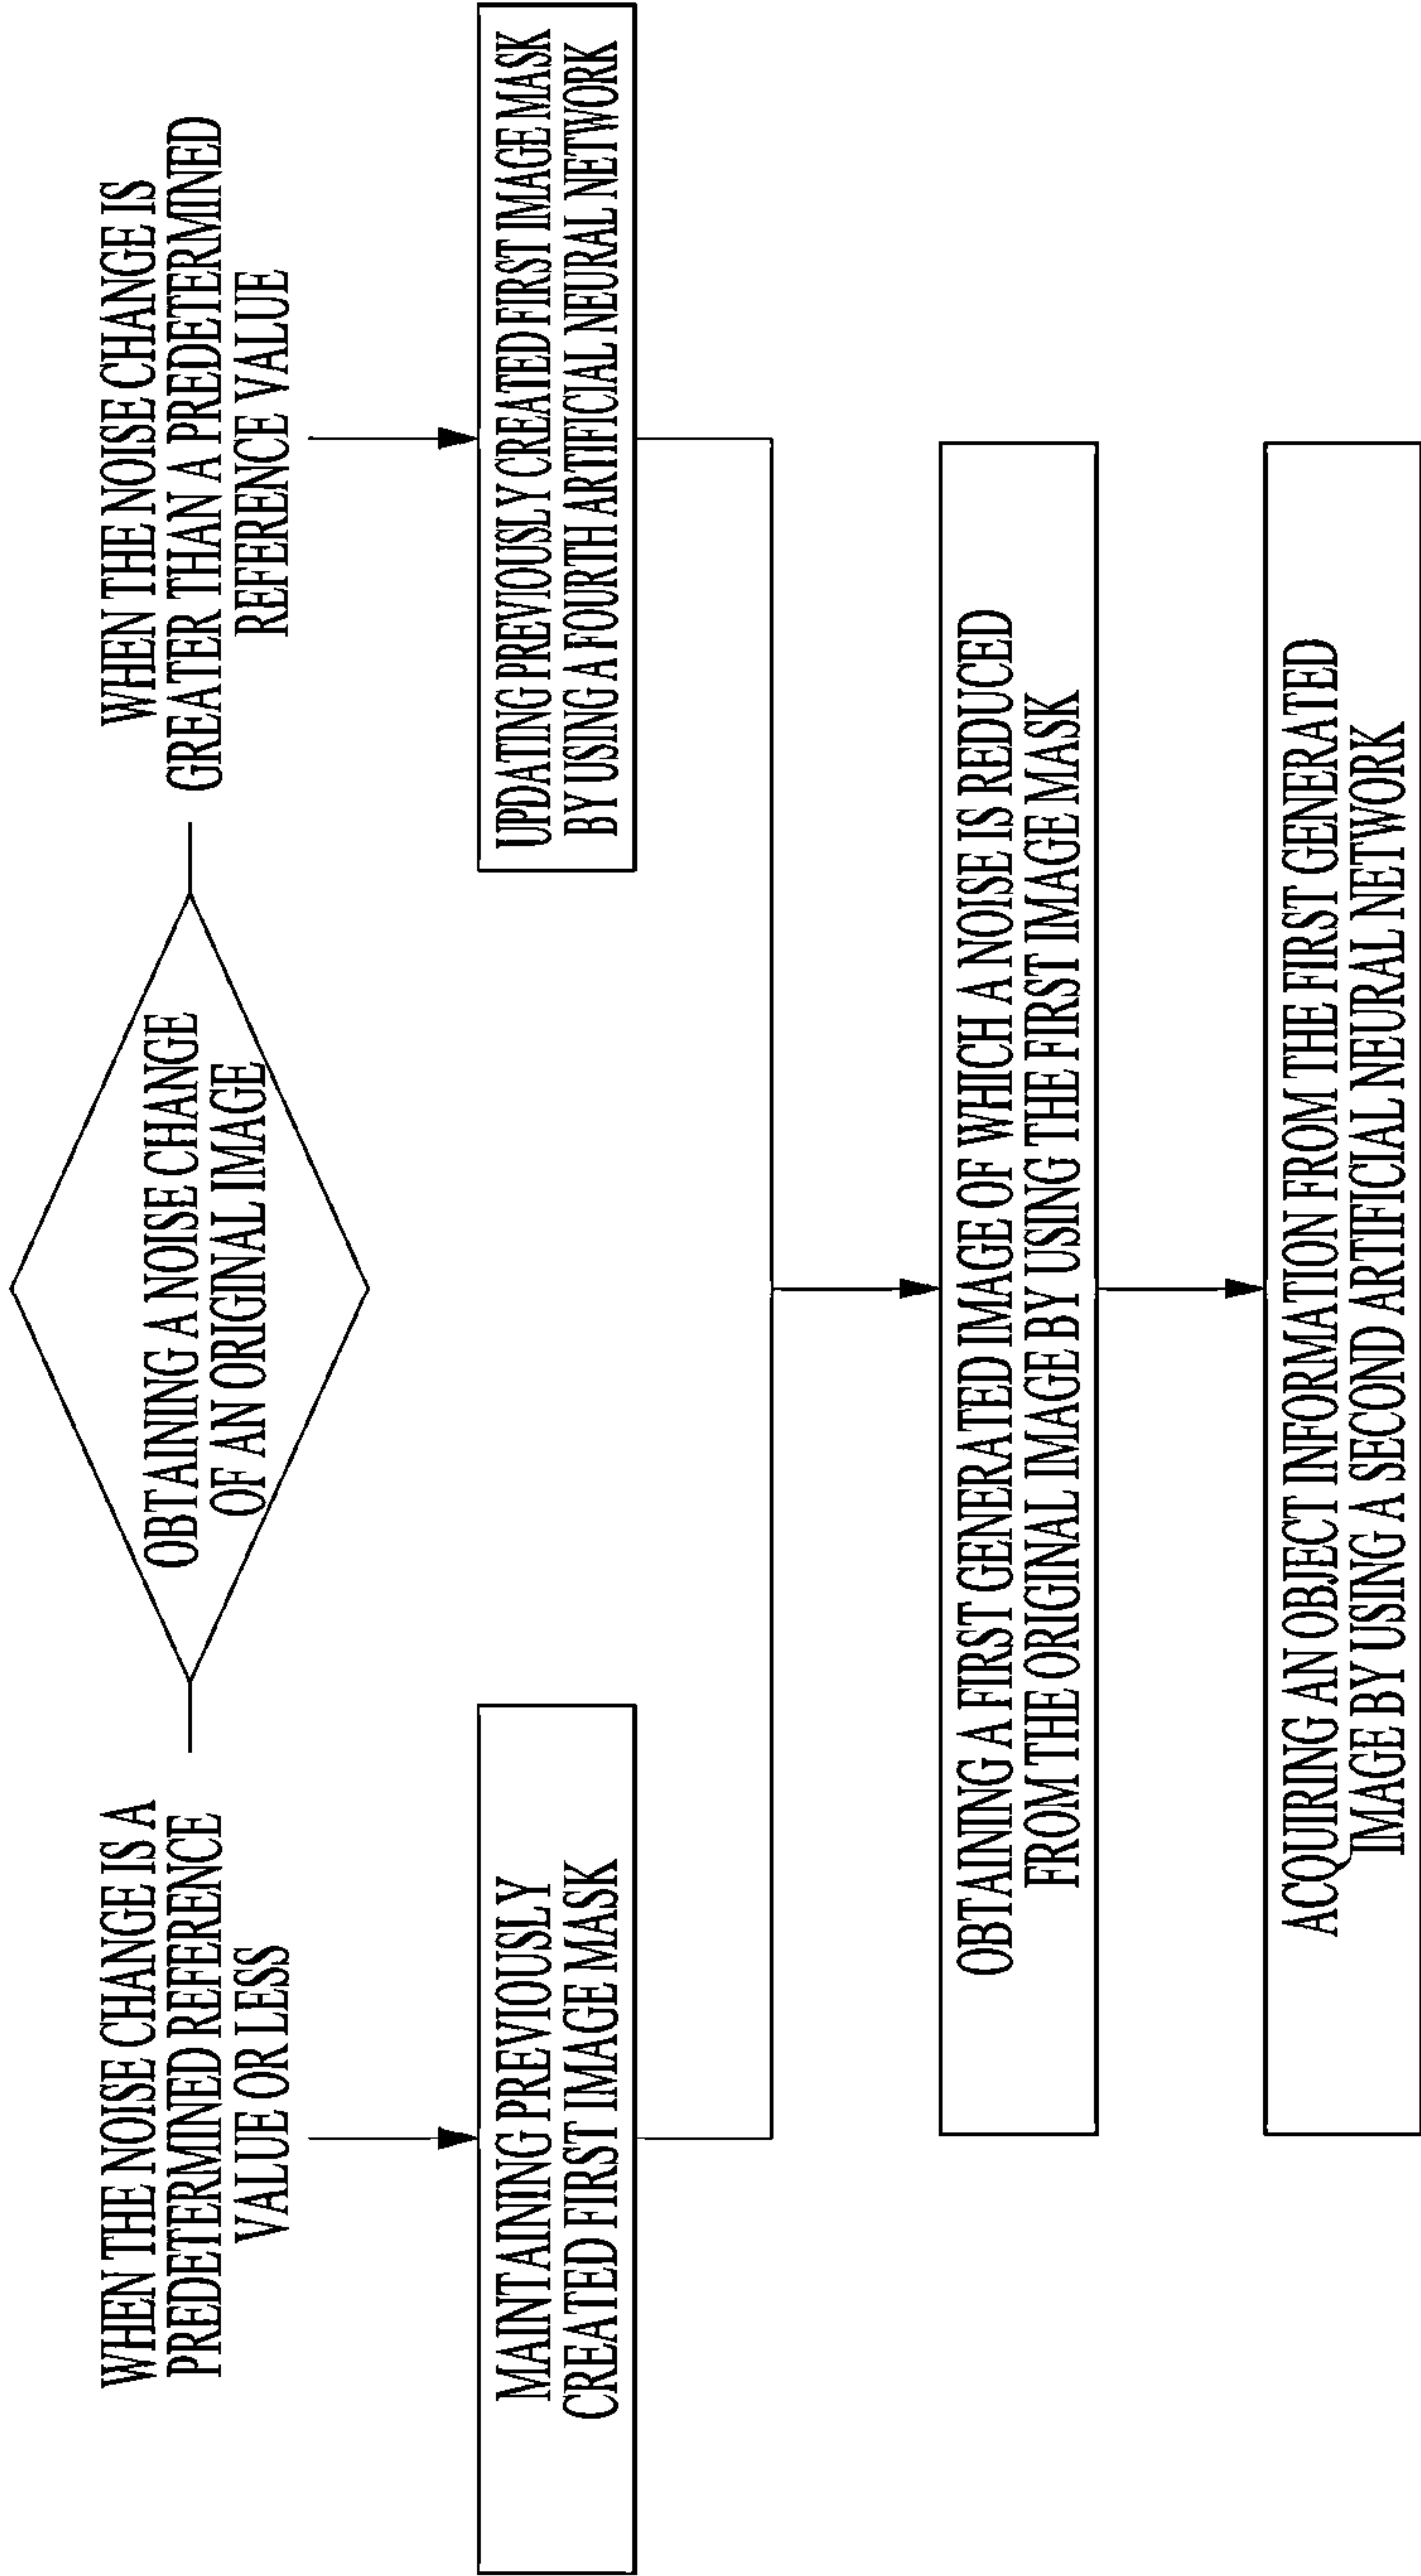 OBTAINING A NOISE CHANGE
OF AN ORIGINAL IMAGE
WHEN THE NOISE CHANGE IS A
PREDETERMINED REFERENCE
VALUE OR LESS
WHEN THE NOISE CHANGE IS
GREATER THAN A PREDETERMINED
REFERENCE VALUE
MAINTAINING PREVIOUSLY
CREATED FIRST IMAGE MASK
UPDATING PREVIOUSLY CREATED FIRST IMAGE MASK
BY USING A FOURTH ARTIFICIAL NEURAL NETWORK
OBTAINING A FIRST GENERATED IMAGE OF WHICH A NOISE IS REDUCED
FROM THE ORIGINAL IMAGE BY USING THE FIRST IMAGE MASK
ACQUIRING AN OBJECT INFORMATION FROM THE FIRST GENERATED
IMAGE BY USING A SECOND ARTIFICIAL NEURAL NETWORK